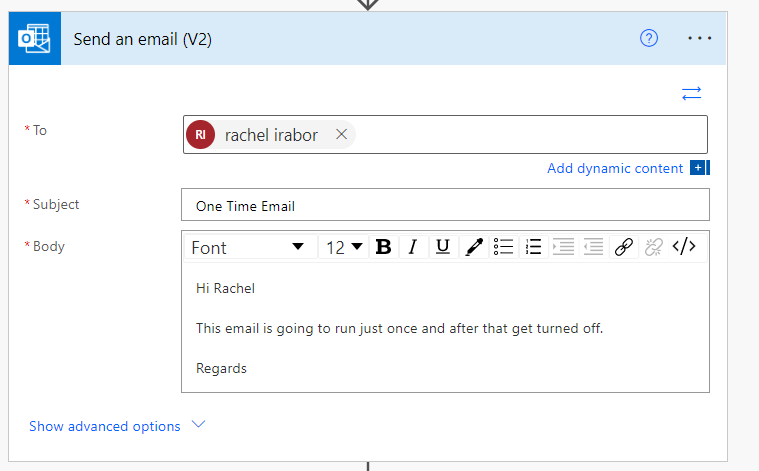 Send an email (V2)
* To
RI rachel irabor
Add dynamic content
* Subject
One Time Email
* Body
Font 12 B I U </>
Hi Rachel
This email is going to run just once and after that get turned off.
Regards
Show advanced options